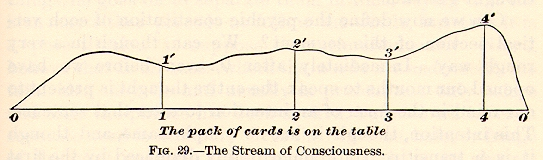 1' 2' 3' 4'
0 1 2 3 4 0'
The pack of cards is on the table
FIG. 29.—The Stream of Consciousness.